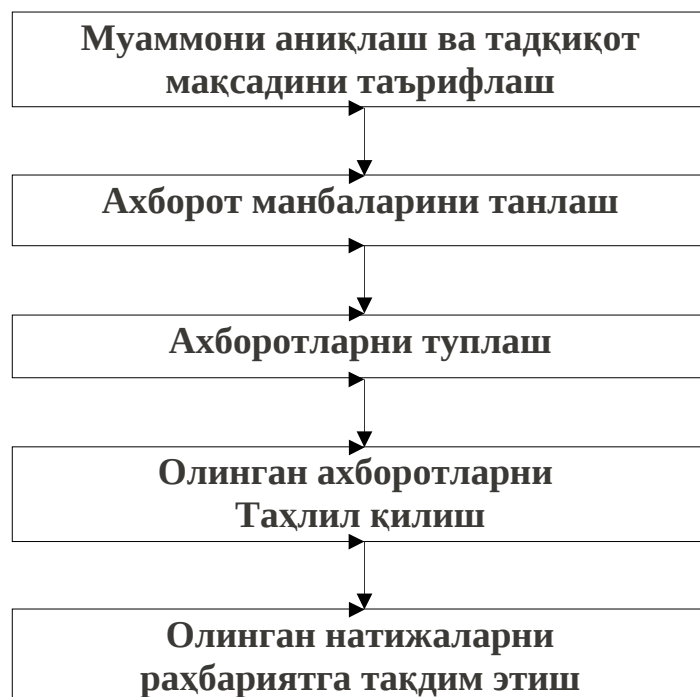 Муаммони аниқлаш ва тадқиқот
мақсадини таърифлаш
Ахборот манбаларини танлаш
Ахборотларни туплаш
Олинган ахборотларни
Таҳлил қилиш
Олинган натижаларни
раҳбариятга тақдим этиш